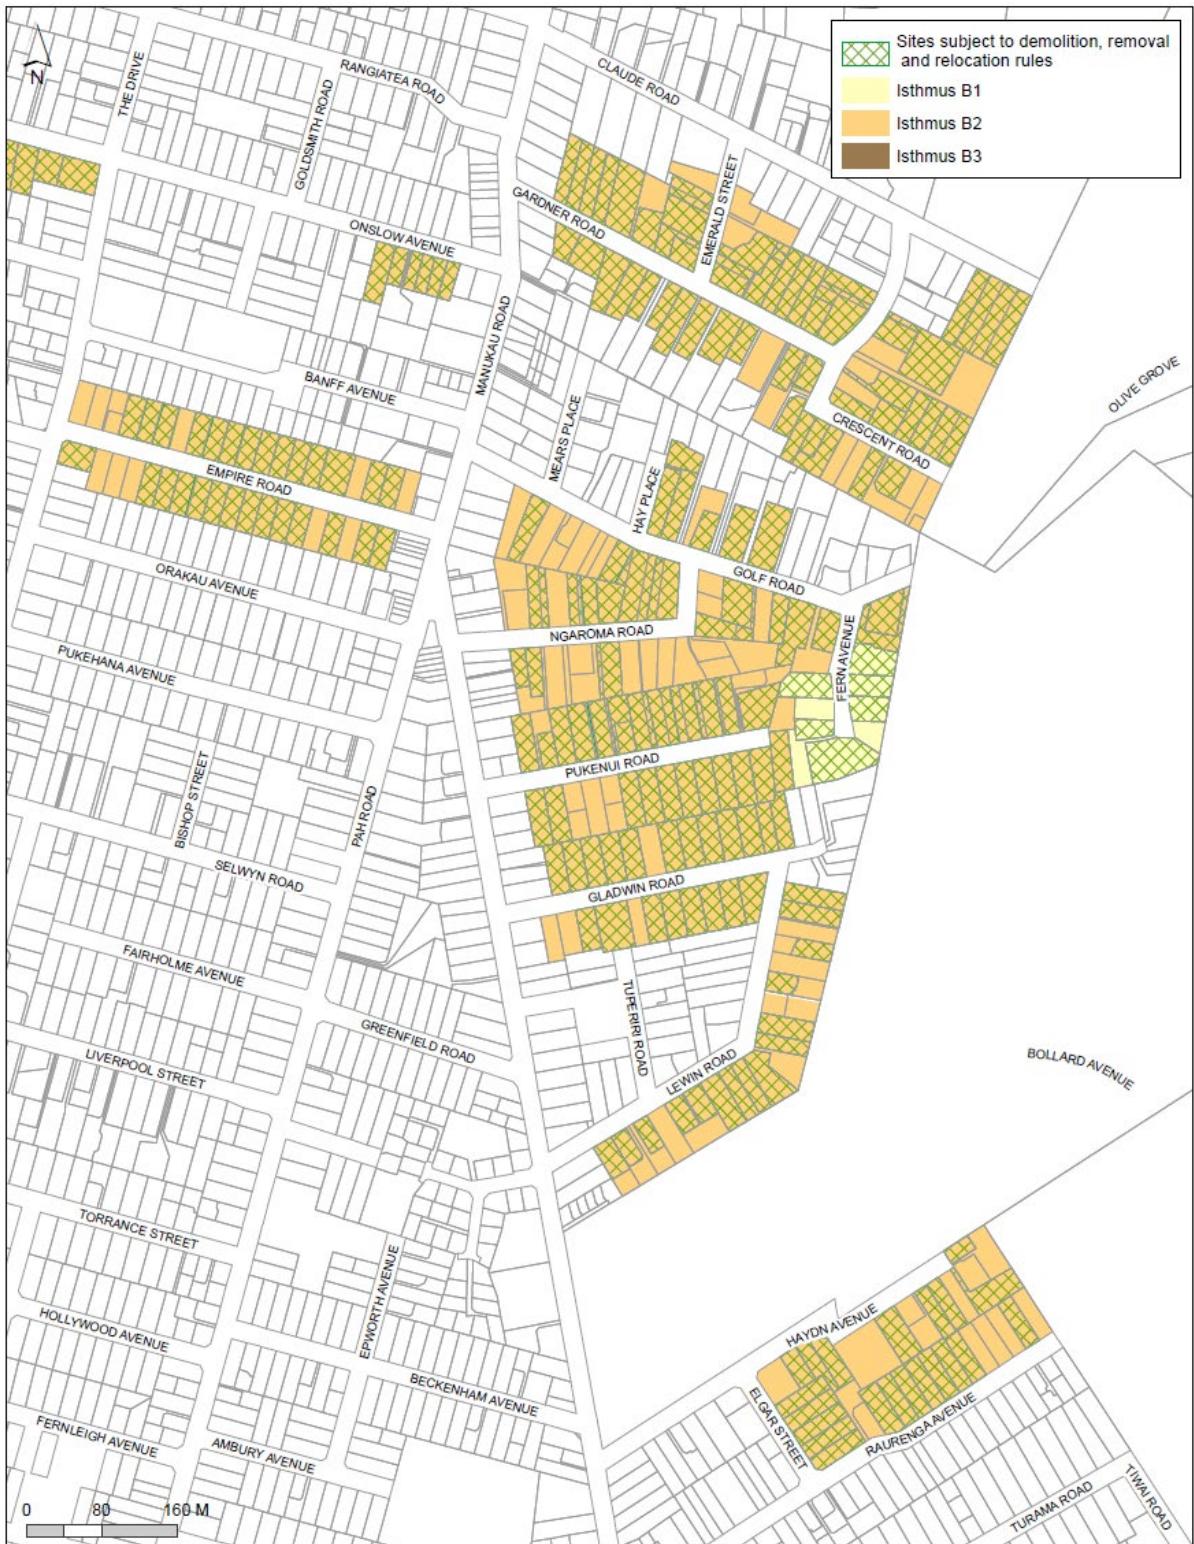 Sites subject to demolition, removal
and relocation rules
Isthmus B1
Isthmus B2
Isthmus B3
N
THE DRIVE
RANGIATEA ROAD
CLAUDE ROAD
GOLDSMITH ROAD
GARDNER ROAD
EMERALD STREET
ONSLOW AVENUE
MANUKAU ROAD
BANFF AVENUE
MEARS PLACE
OLIVE GROVE
CRESCENT ROAD
EMPIRE ROAD
HAY PLACE
ORAKAU AVENUE
GOLF ROAD
NGAROMA ROAD
FERN AVENUE
PUKEHANA AVENUE
PUKENUI ROAD
BISHOP STREET
PAH ROAD
SELWYN ROAD
GLADWIN ROAD
FAIRHOLME AVENUE
TUPERIRI ROAD
GREENFIELD ROAD
LIVERPOOL STREET
LEWIN ROAD
BOLLARD AVENUE
TORRANCE STREET
EPWORTH AVENUE
HOLLYWOOD AVENUE
HAYDN AVENUE
BECKENHAM AVENUE
ELGAR STREET
RAURENGA AVENUE
FERNLEIGH AVENUE
AMBURY AVENUE
TURAMA ROAD
TIWAI ROAD
0 80 160 M